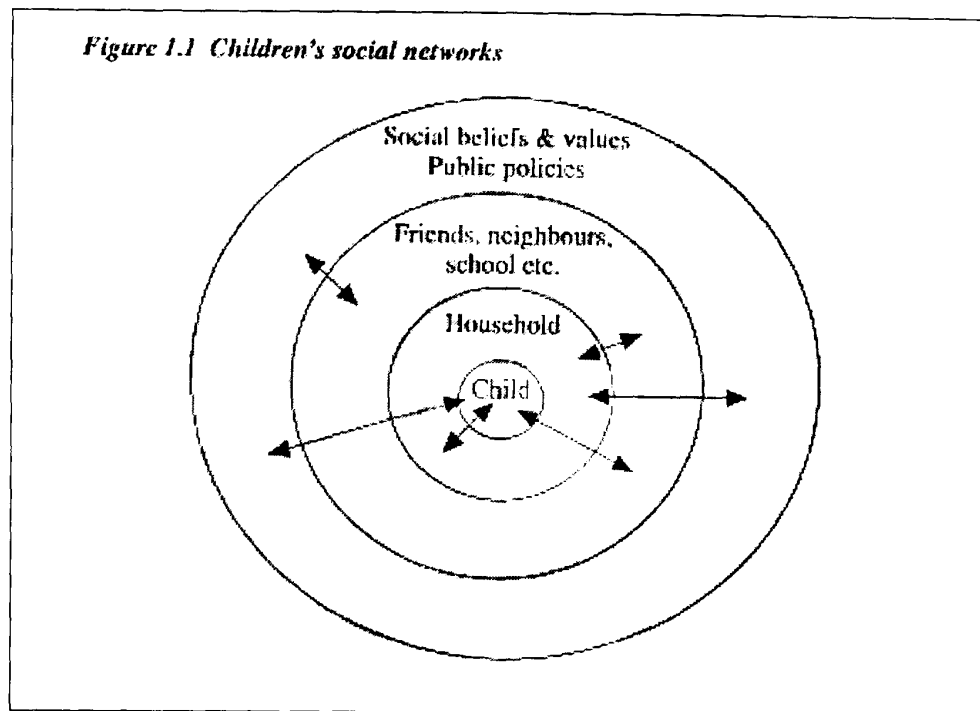 Figure 1.1 Children's social networks
Social beliefs & values
Public policies
Friends, neighbours,
school etc.
Household
Child